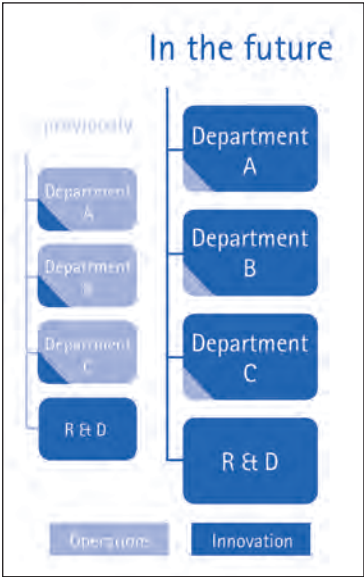 In the future
previously
Department
A
Department
B
Department
C
R & D
Department
A
Department
B
Department
C
R & D
Operations
Innovation